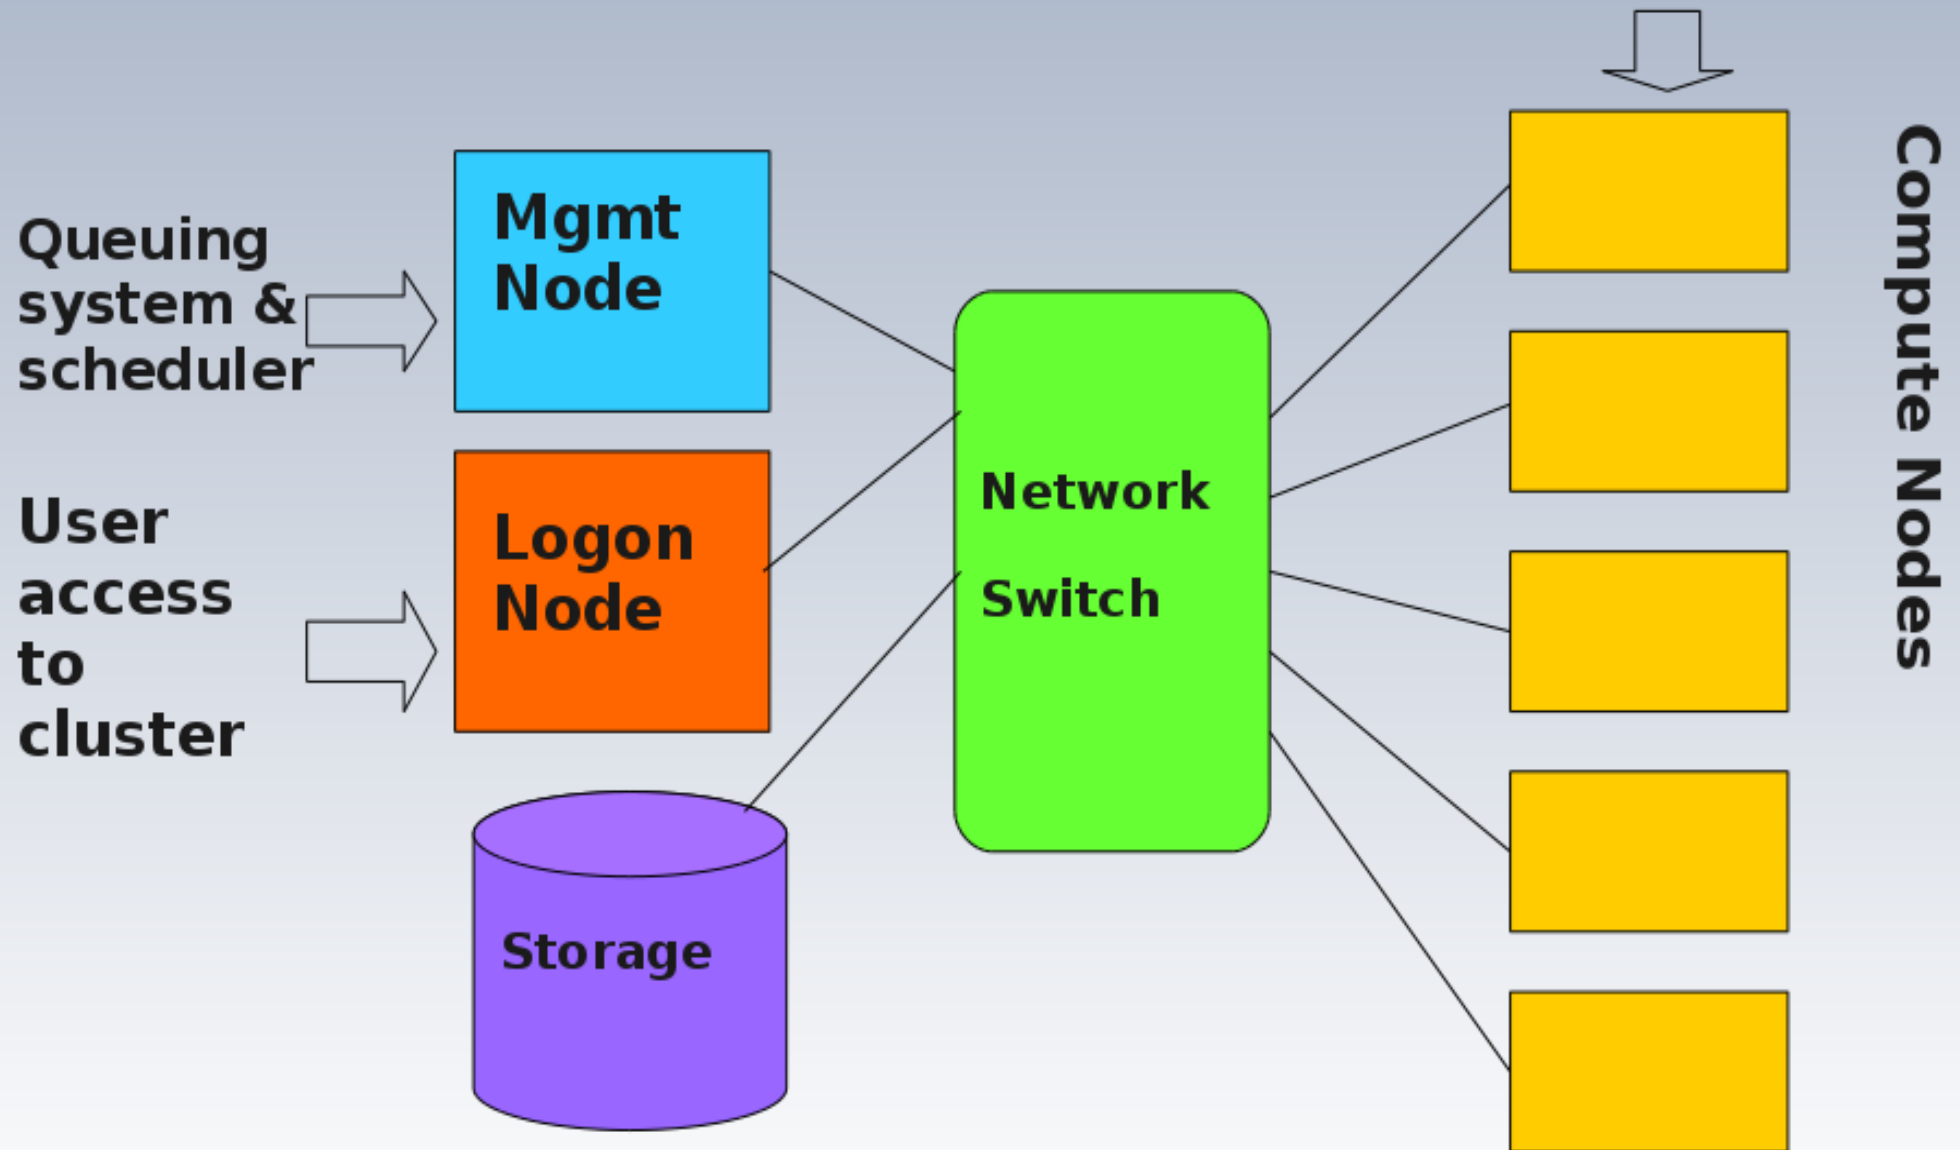 Queuing
system &
scheduler
Mgmt
Node
User
access
to
cluster
Logon
Node
Storage
Network
Switch
Compute Nodes